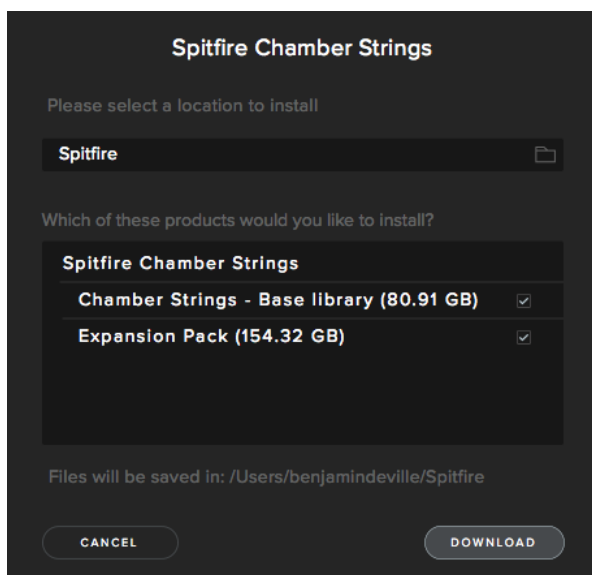 Spitfire Chamber Strings
Please select a location to install
Spitfire
Which of these products would you like to install?
Spitfire Chamber Strings
Chamber Strings - Base library (80.91 GB)
Expansion Pack (154.32 GB)
Files will be saved in: /Users/benjamindeville/Spitfire
CANCEL DOWNLOAD